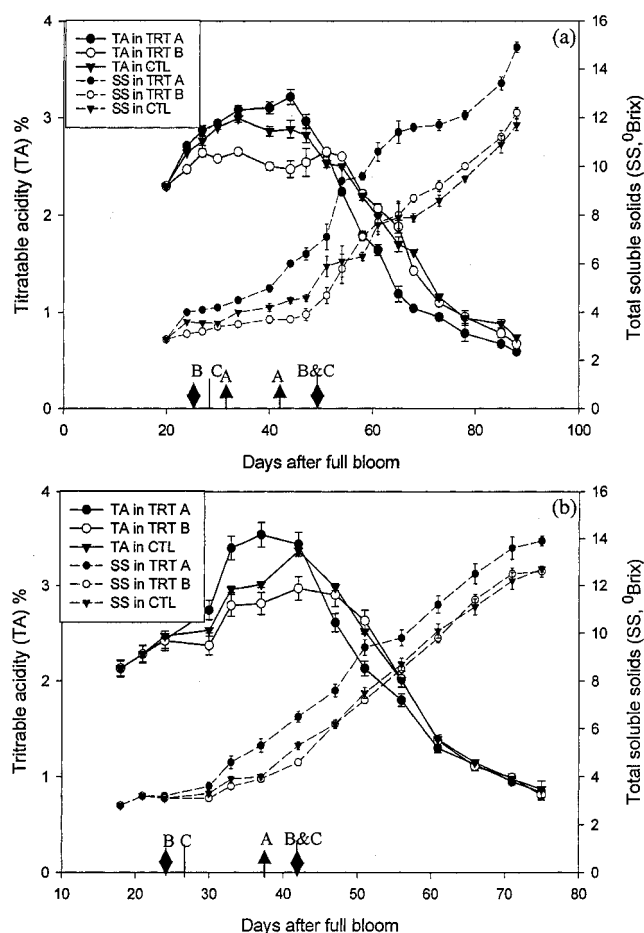 (a)
TA in TRT A
TA in TRT B
TA in CTL
SS in TRT A
SS in TRT B
SS in CTL
Titratable acidity (TA) %
4
3
2
1
0
Total soluble solids (SS, ⁰Brix)
16
14
12
10
8
6
4
2
0
B C A A B&C
0 20 40 60 80 100
Days after full bloom
(b)
TA in TRT A
TA in TRT B
TA in CTL
SS in TRT A
SS in TRT B
SS in CTL
Tritrable acidity (TA) %
4
3
2
1
0
Total soluble solids (SS, ⁰Brix)
16
14
12
10
8
6
4
2
0
B C A B&C
10 20 30 40 50 60 70 80
Days after full bloom